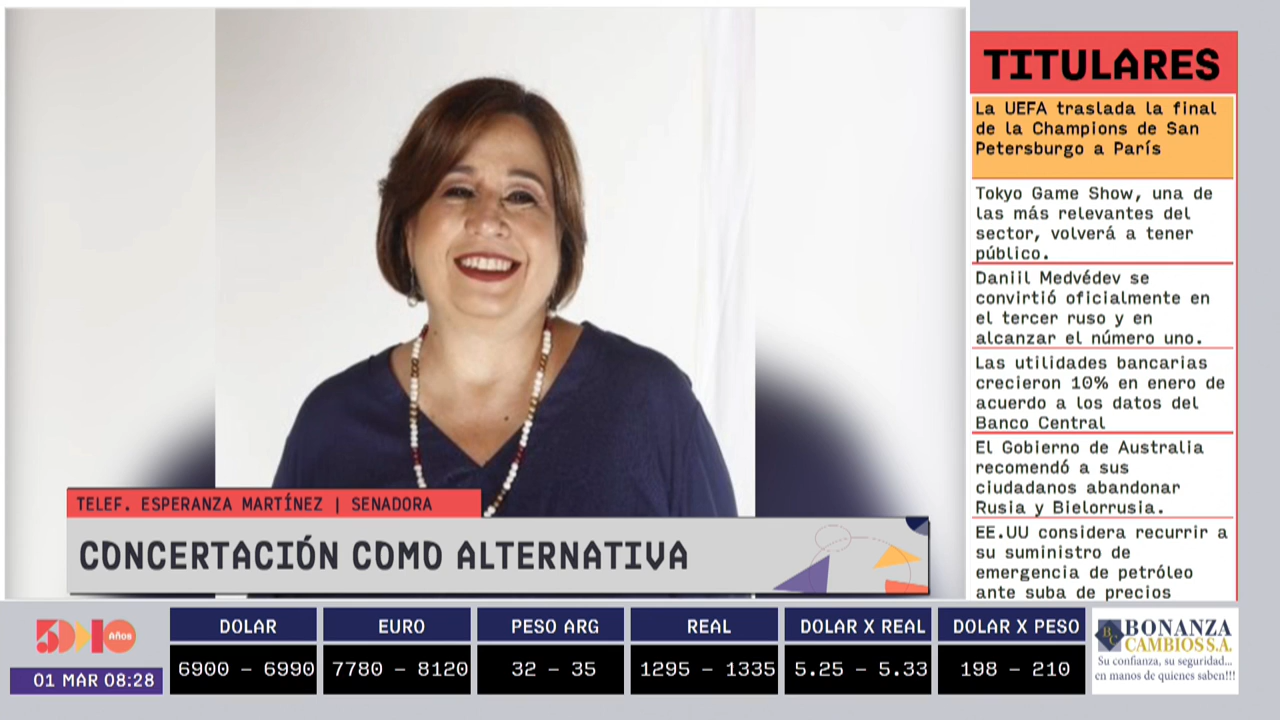 TITULARES
La UEFA traslada la final
de la Champions de San
Petersburgo a París
Tokyo Game Show, una de
las más relevantes del
sector, volverá a tener
público.
Daniil Medvédev se
convirtió oficialmente en
el tercer ruso y en
alcanzar el número uno.
Las utilidades bancarias
crecieron 10% en enero de
acuerdo a los datos del
Banco Central
El Gobierno de Australia
recomendó a sus
ciudadanos abandonar
Rusia y Bielorrusia.
EE.UU considera recurrir a
su suministro de
emergencia de petróleo
ante suba de precios
TELEF. ESPERANZA MARTÍNEZ | SENADORA
CONCERTACIÓN COMO ALTERNATIVA
Años
01 MAR 08:28
DOLAR
6900 - 6990
EURO
7780 - 8120
PESO ARG
32 - 35
REAL
1295 - 1335
DOLAR X REAL
5.25 - 5.33
DOLAR X PESO
198 - 210
BC
BONANZA
CAMBIOS S.A.
Su confianza, su seguridad...
en manos de quienes saben!!!